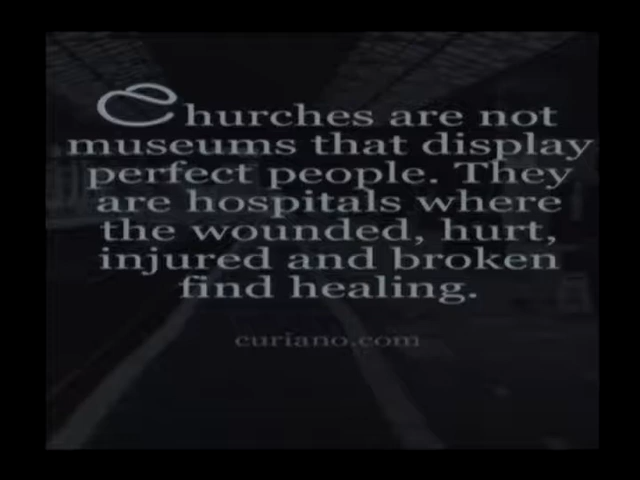 Churches are not
museums that display
perfect people. They
are hospitals where
the wounded, hurt,
injured and broken
find healing.
curiano.com